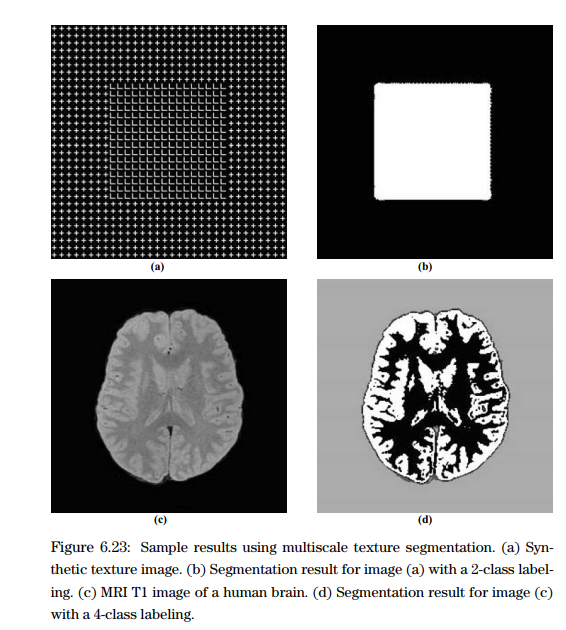 (a)
(b)
(c)
(d)
Figure 6.23: Sample results using multiscale texture segmentation. (a) Syn-
thetic texture image. (b) Segmentation result for image (a) with a 2-class label-
ing. (c) MRI T1 image of a human brain. (d) Segmentation result for image (c)
with a 4-class labeling.